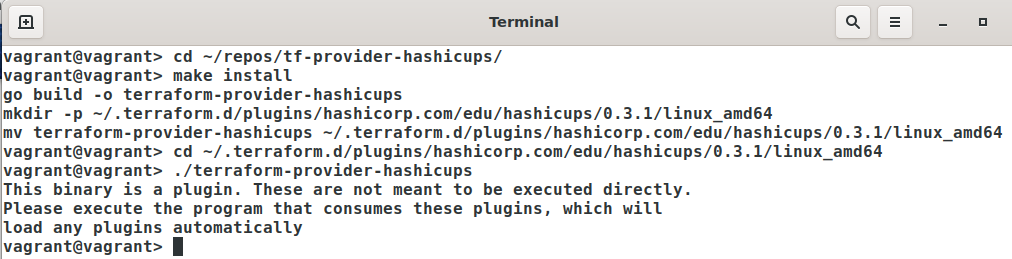 Terminal
vagrant@vagrant> cd ~/repos/tf-provider-hashicups/
vagrant@vagrant> make install
go build -o terraform-provider-hashicups
mkdir -p ~/.terraform.d/plugins/hashicorp.com/edu/hashicups/0.3.1/linux_amd64
mv terraform-provider-hashicups ~/.terraform.d/plugins/hashicorp.com/edu/hashicups/0.3.1/linux_amd64
vagrant@vagrant> cd ~/.terraform.d/plugins/hashicorp.com/edu/hashicups/0.3.1/linux_amd64
vagrant@vagrant> ./terraform-provider-hashicups
This binary is a plugin. These are not meant to be executed directly.
Please execute the program that consumes these plugins, which will
load any plugins automatically
vagrant@vagrant>